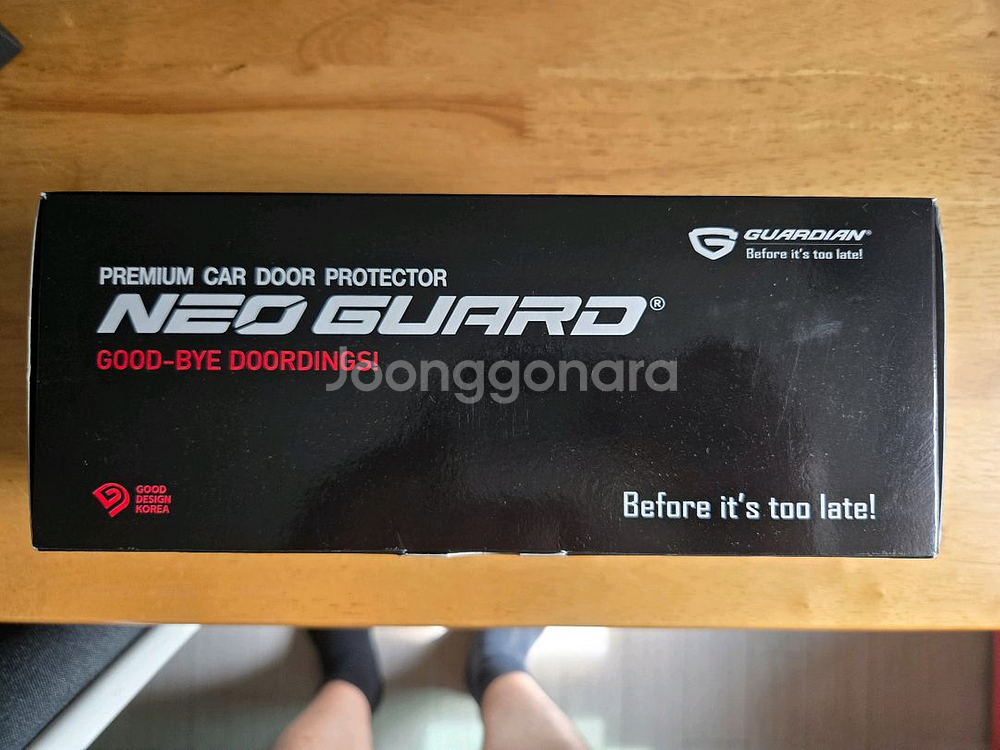 GUARDIAN®
Before it's too late!
PREMIUM CAR DOOR PROTECTOR
NEO GUARD®
GOOD-BYE DOORDINGS!
Joonggonara
GOOD
DESIGN
KOREA
Before it's too late!